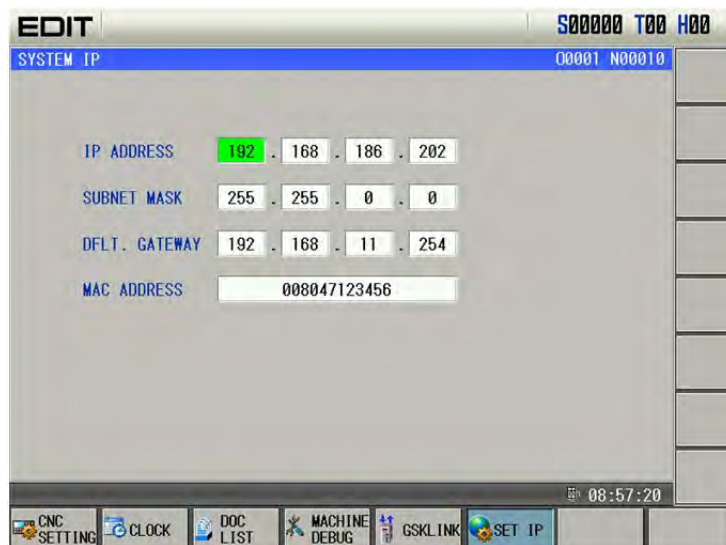 EDIT S00000 T00 H00
SYSTEM IP O0001 N00010
IP ADDRESS 192 . 168 . 186 . 202
SUBNET MASK 255 . 255 . 0 . 0
DFLT. GATEWAY 192 . 168 . 11 . 254
MAC ADDRESS 008047123456
08:57:20
CNC SETTING
CLOCK
DOC LIST
MACHINE DEBUG
GSKLINK
SET IP